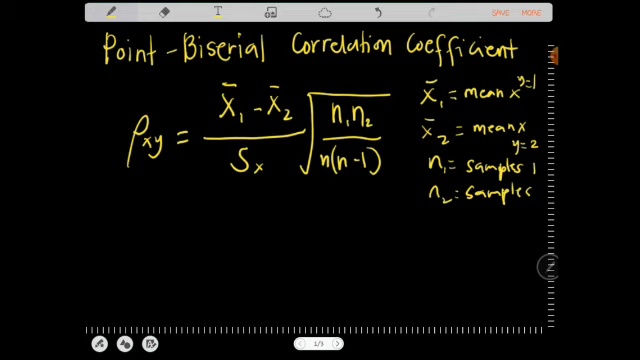 SAVE MORE
Point-Biserial Correlation Coefficient
ρxy = (X̄1 - X̄2) / Sx √(n1n2 / n(n-1))
X̄1 = mean x y=1
X̄2 = mean x y=2
n1 = samples 1
n2 = samples
1/3
2